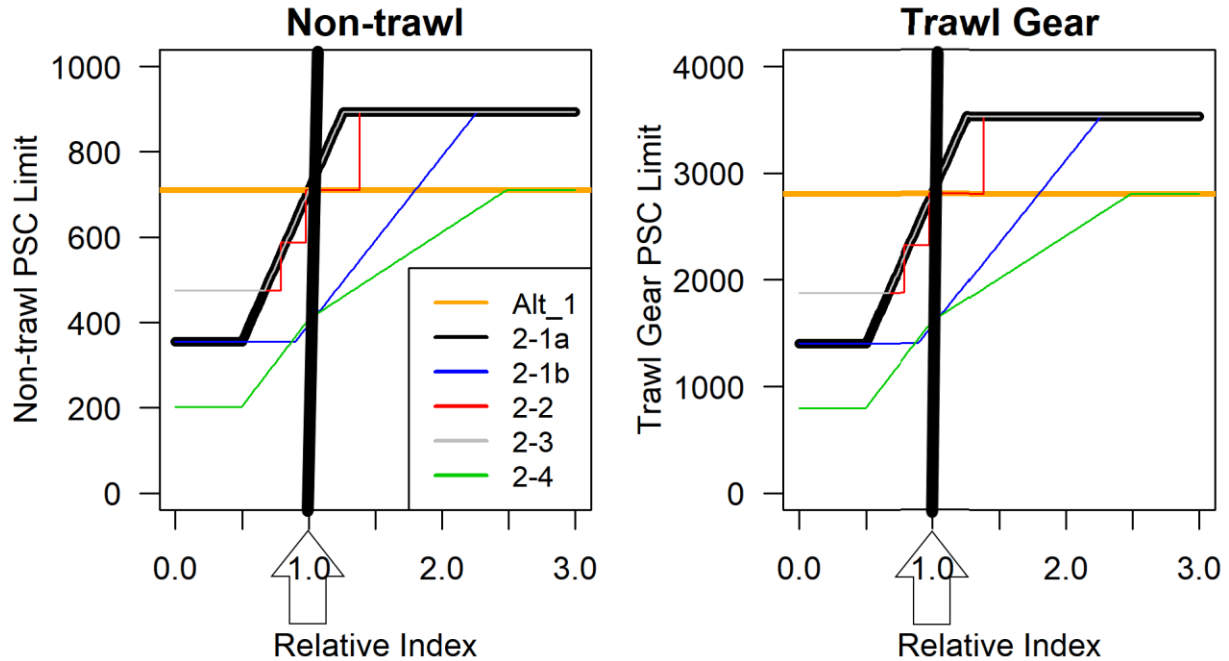 Non-trawl
Non-trawl PSC Limit
1000
800
600
400
200
0
Alt_1
2-1a
2-1b
2-2
2-3
2-4
0.0 1.0 2.0 3.0
Relative Index
Trawl Gear
Trawl Gear PSC Limit
4000
3000
2000
1000
0
0.0 1.0 2.0 3.0
Relative Index